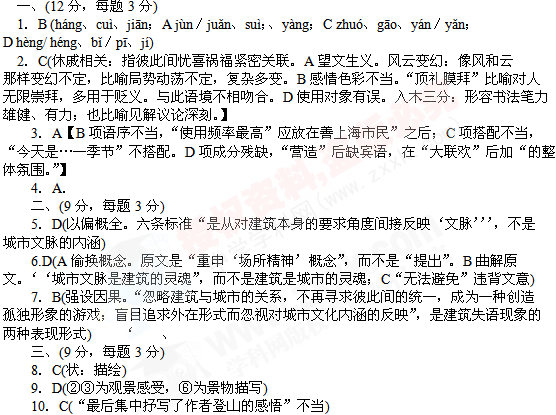 一、(12分，每题3分)
1．B (háng、cuì、jiān；A jùn╱juǎn、suì；、yàng；C zhuó、gāo、yán╱yǎn；
D hèng/ héng、bǐ╱pǐ、jí)
2．C(休戚相关：指彼此间忧喜祸福紧密关联。A 望文生义。风云变幻：像风和云
那样变幻不定，比喻局势动荡不定，复杂多变。B 感情色彩不当。“顶礼膜拜”比喻对人
无限崇拜，多用于贬义。与此语境不相吻合。D 使用对象有误。入木三分：形容书法笔力
雄健、有力；也比喻见解议论深刻。】
3．A【 B 项语序不当，“使用频率最高”应放在善上海市民”之后；C 项搭配不当，
“今天是…一季节”不搭配。D 项成分残缺，“营造”后缺宾语，在“大联欢”后加“的整
体氛围。”】
4．A.
二、(9分，每题3分)
5．D(以偏概全。六条标准“是从对建筑本身的要求角度间接反映‘文脉’’’，不是
城市文脉的内涵)
6.D(A 偷换概念。原文是“重申‘场所精神’概念”，而不是“提出”。B 曲解原
文。‘‘城市文脉是建筑的灵魂”，而不是建筑是城市的灵魂；C“无法避免”违背文章)
7．B(强设因果。“忽略建筑与城市的关系，不再寻求彼此间的统一，成为一种创造
孤独形象的游戏；盲目追求外在形式而忽视对城市文化内涵的反映”，是建筑失语现象的
两种表现形式) ‘ 、
三、(9分，每题3分)
8．C(状：描绘)
9．D(②③为观景感受，⑥为景物描写)
10．C(“最后集中抒写了作者登山的感悟”不当)